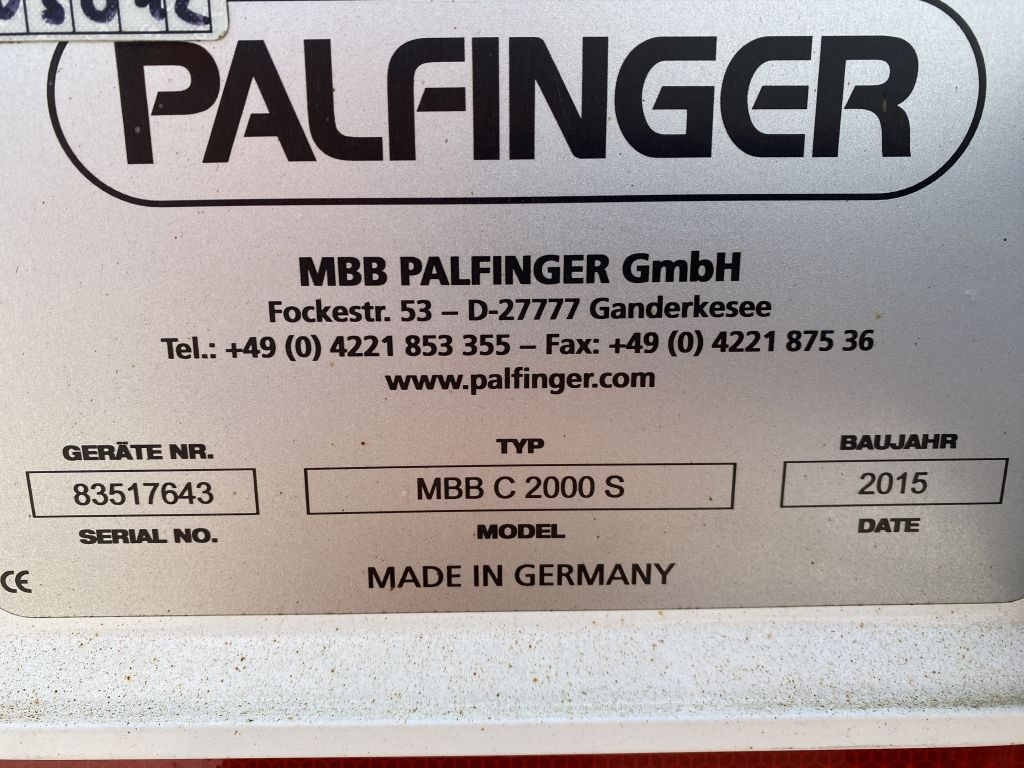 PALFINGER
MBB PALFINGER GmbH
Fockestr. 53 – D-27777 Ganderkesee
Tel.: +49 (0) 4221 853 355 – Fax: +49 (0) 4221 875 36
www.palfinger.com
GERÄTE NR. TYP BAUJAHR
83517643 MBB C 2000 S 2015
SERIAL NO. MODEL DATE
CE MADE IN GERMANY